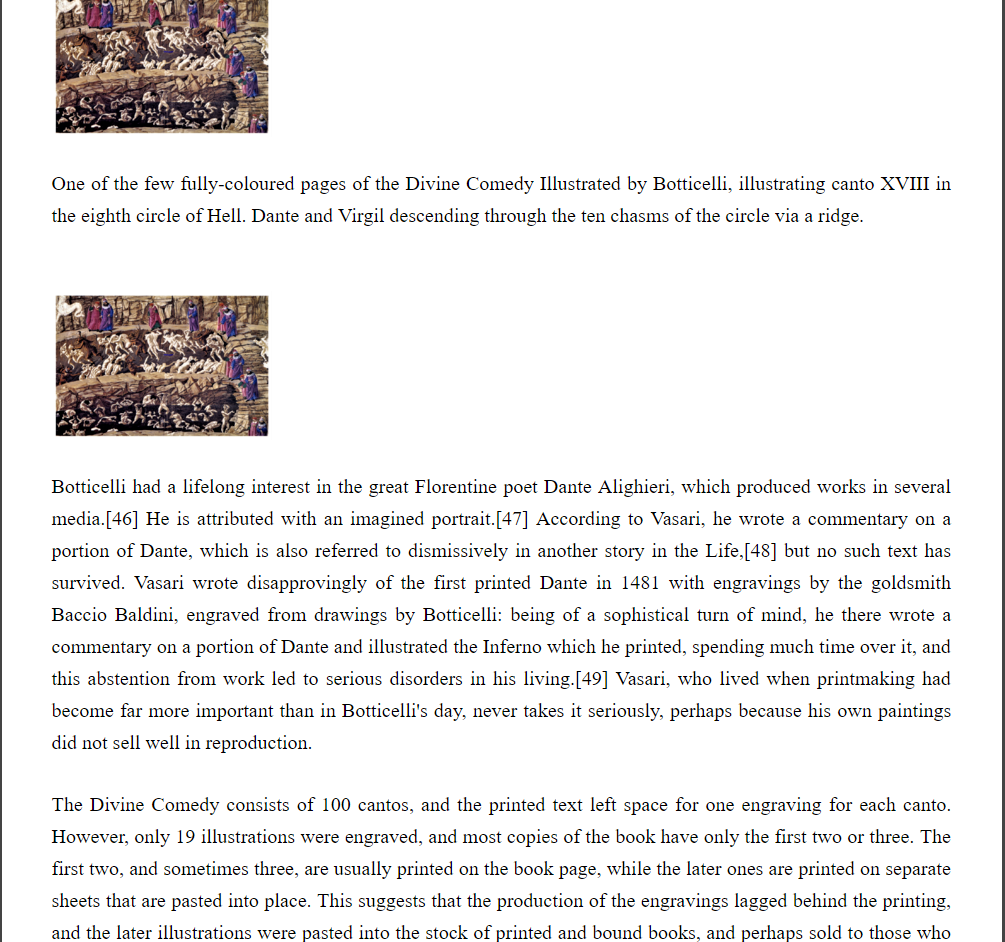 One of the few fully-coloured pages of the Divine Comedy Illustrated by Botticelli, illustrating canto XVIII in
the eighth circle of Hell. Dante and Virgil descending through the ten chasms of the circle via a ridge.
Botticelli had a lifelong interest in the great Florentine poet Dante Alighieri, which produced works in several
media.[46] He is attributed with an imagined portrait.[47] According to Vasari, he wrote a commentary on a
portion of Dante, which is also referred to dismissively in another story in the Life,[48] but no such text has
survived. Vasari wrote disapprovingly of the first printed Dante in 1481 with engravings by the goldsmith
Baccio Baldini, engraved from drawings by Botticelli: being of a sophistical turn of mind, he there wrote a
commentary on a portion of Dante and illustrated the Inferno which he printed, spending much time over it, and
this abstention from work led to serious disorders in his living.[49] Vasari, who lived when printmaking had
become far more important than in Botticelli's day, never takes it seriously, perhaps because his own paintings
did not sell well in reproduction.
The Divine Comedy consists of 100 cantos, and the printed text left space for one engraving for each canto.
However, only 19 illustrations were engraved, and most copies of the book have only the first two or three. The
first two, and sometimes three, are usually printed on the book page, while the later ones are printed on separate
sheets that are pasted into place. This suggests that the production of the engravings lagged behind the printing,
and the later illustrations were pasted into the stock of printed and bound books, and perhaps sold to those who